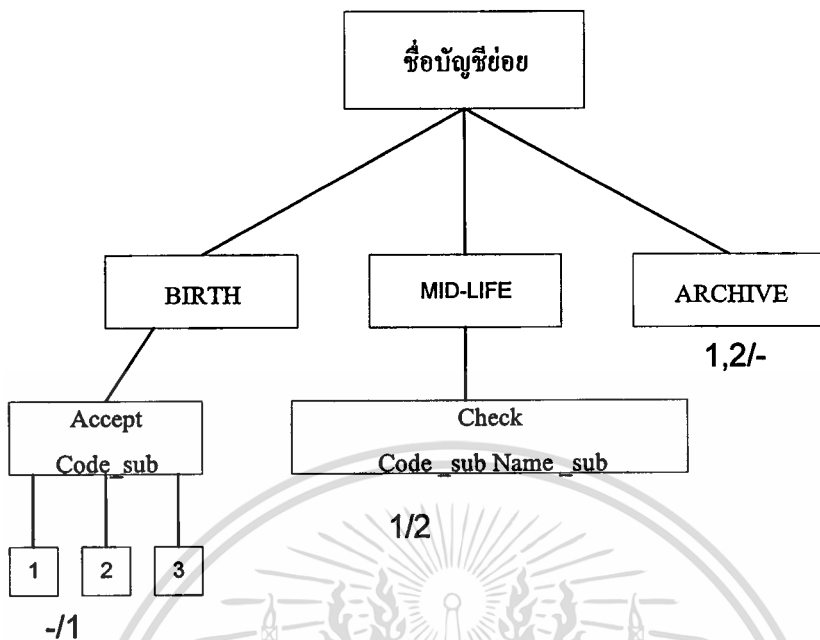 ชื่อบัญชีย่อย
BIRTH
MID-LIFE
ARCHIVE
1,2/-
Accept
Code_sub
Check
Code_sub Name_sub
1/2
1
2
3
-/1